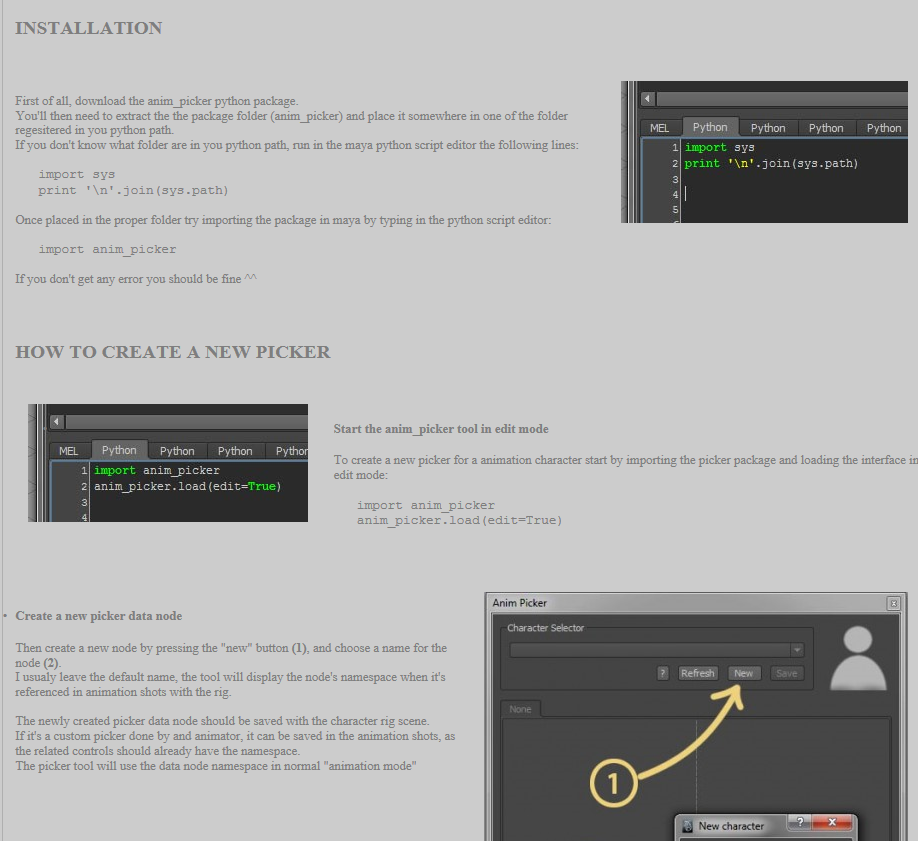 INSTALLATION
First of all, download the anim_picker python package.
You'll then need to extract the the package folder (anim_picker) and place it somewhere in one of the folder
regesitered in you python path.
If you don't know what folder are in you python path, run in the maya python script editor the following lines:
import sys
print '\n'.join(sys.path)
Once placed in the proper folder try importing the package in maya by typing in the python script editor:
import anim_picker
If you don't get any error you should be fine ^^
MEL Python Python Python Python
1 import sys
2 print '\n'.join(sys.path)
3
4
5
HOW TO CREATE A NEW PICKER
MEL Python Python Python Python
1 import anim_picker
2 anim_picker.load(edit=True)
3
4
Start the anim_picker tool in edit mode
To create a new picker for a animation character start by importing the picker package and loading the interface in
edit mode:
import anim_picker
anim_picker.load(edit=True)
• Create a new picker data node
Then create a new node by pressing the "new" button (1), and choose a name for the
node (2).
I usualy leave the default name, the tool will display the node's namespace when it's
referenced in animation shots with the rig.
The newly created picker data node should be saved with the character rig scene.
If it's a custom picker done by and animator, it can be saved in the animation shots, as
the related controls should already have the namespace.
The picker tool will use the data node namespace in normal "animation mode"
Anim Picker
Character Selector
? Refresh New Save
None
1
New character ? x